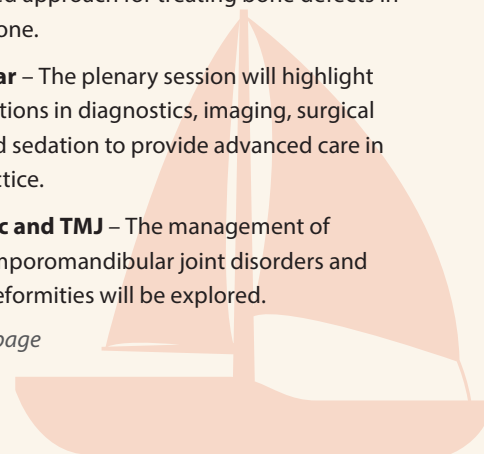 d approach for treating bone defects in
one.
ar – The plenary session will highlight
tions in diagnostics, imaging, surgical
d sedation to provide advanced care in
ctice.
c and TMJ – The management of
mporomandibular joint disorders and
eformities will be explored.
page